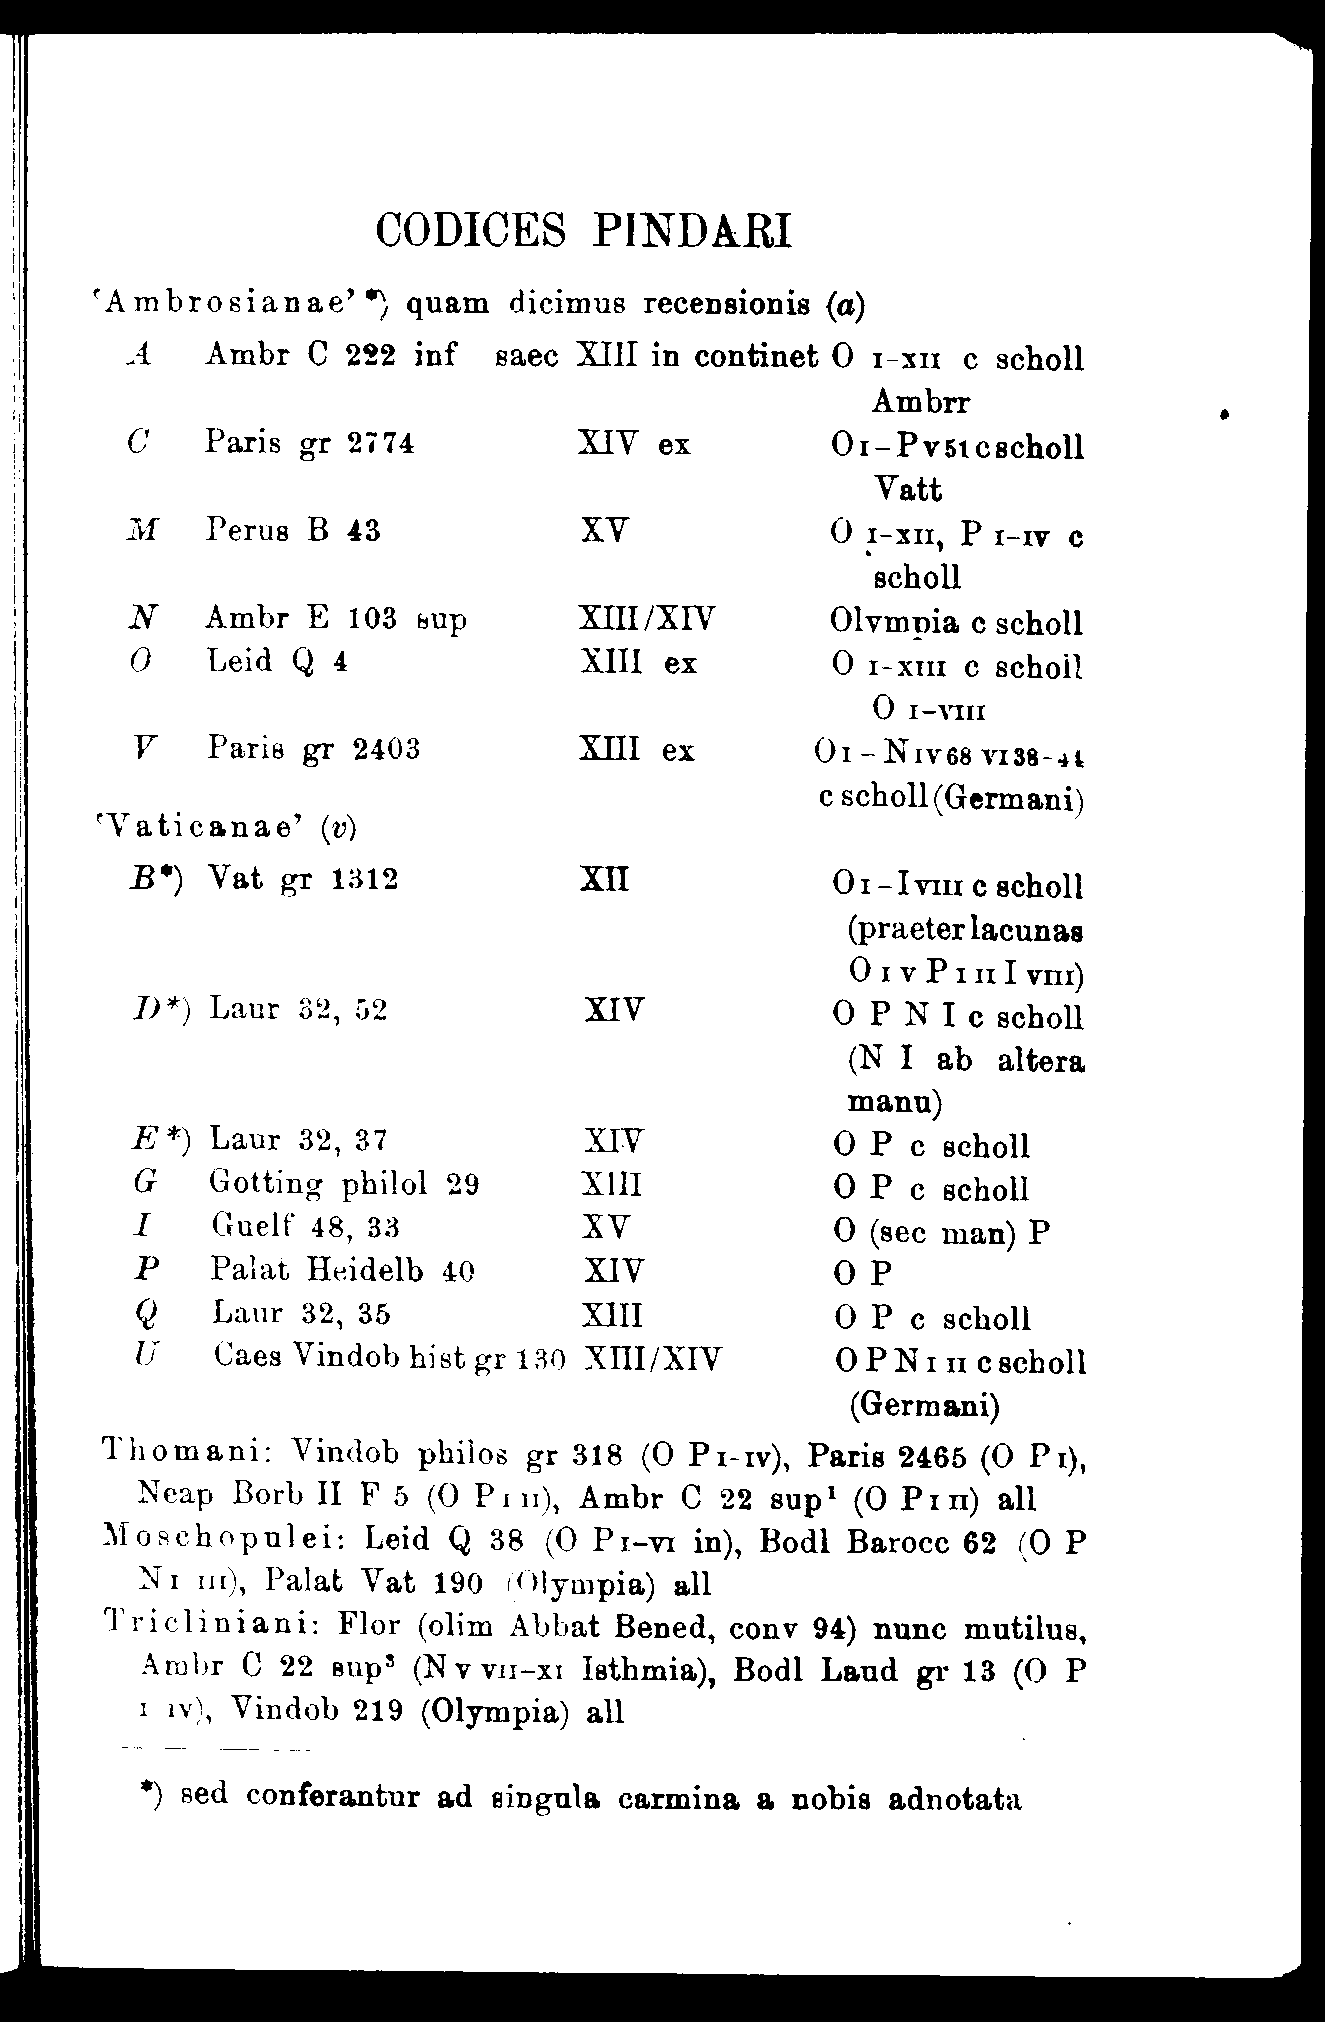 CODICES PINDARI
‘Ambrosianae’ *) quam dicimus recensionis (a)
A Ambr C 222 inf saec XIII in continet O I-XII c scholl
Ambrr
C Paris gr 2774 XIV ex O I – P V 51 c scholl
Vatt
M Perus B 43 XV O I-XII, P I-IV c
scholl
N Ambr E 103 sup XIII/XIV Olympia c scholl
O Leid Q 4 XIII ex O I-XIII c scholl
O I-VIII
V Paris gr 2403 XIII ex O I – N IV 68 VI 38-44
c scholl (Germani)
‘Vaticanae’ (v)
B*) Vat gr 1312 XII O I – I VIII c scholl
(praeter lacunas
O I V P I II I VIII)
D*) Laur 32, 52 XIV O P N I c scholl
(N I ab altera
manu)
E*) Laur 32, 37 XIV O P c scholl
G Gotting philol 29 XIII O P c scholl
I Guelf 48, 33 XV O (sec man) P
P Palat Heidelb 40 XIV O P
Q Laur 32, 35 XIII O P c scholl
U Caes Vindob hist gr 130 XIII/XIV O P N I II c scholl
(Germani)
Thomani: Vindob philos gr 318 (O P I-IV), Paris 2465 (O P I),
Neap Borb II F 5 (O P I II), Ambr C 22 sup¹ (O P I II) all
Moschopulei: Leid Q 38 (O P I-VI in), Bodl Barocc 62 (O P
N I III), Palat Vat 190 (Olympia) all
Tricliniani: Flor (olim Abbat Bened, conv 94) nunc mutilus,
Ambr C 22 sup³ (N V VII-XI Isthmia), Bodl Laud gr 13 (O P
I IV), Vindob 219 (Olympia) all
*) sed conferantur ad singula carmina a nobis adnotata